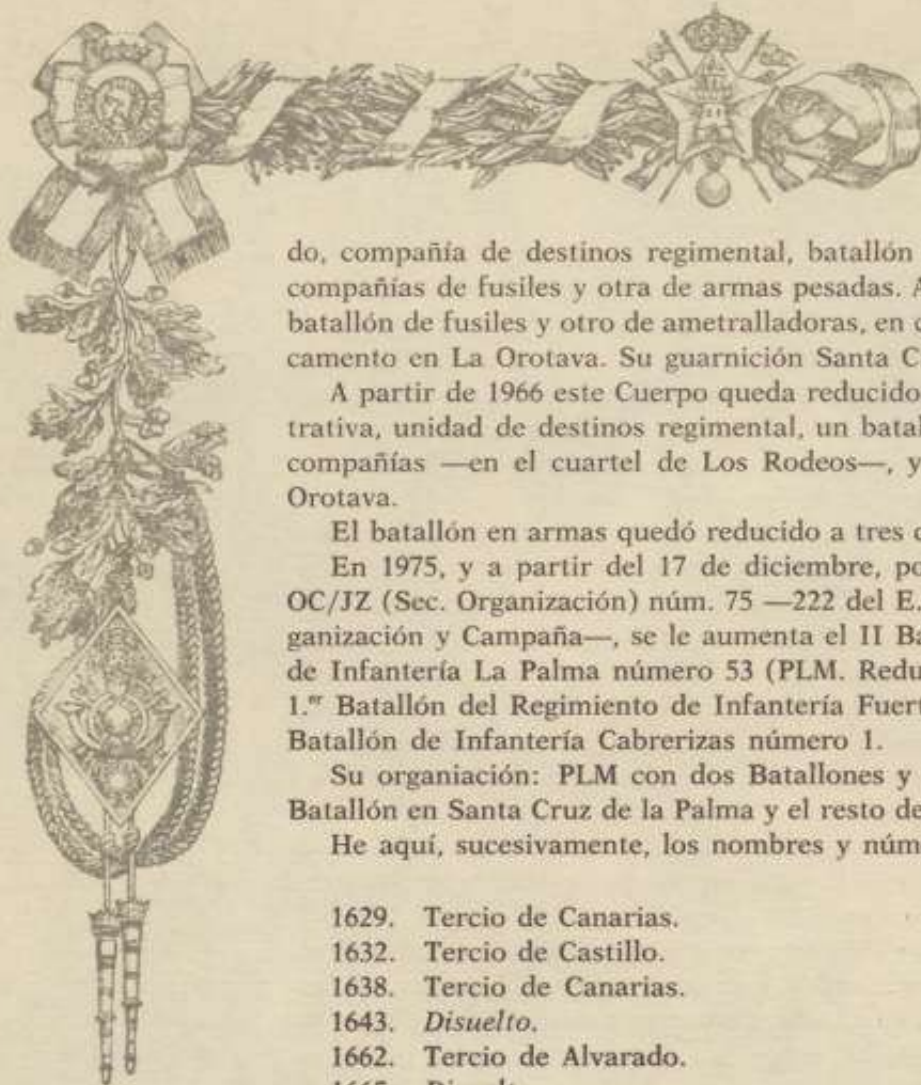 do, compañía de destinos regimental, batallón
compañías de fusiles y otra de armas pesadas. A
batallón de fusiles y otro de ametralladoras, en
camento en La Orotava. Su guarnición Santa C
A partir de 1966 este Cuerpo queda reducido
trativa, unidad de destinos regimental, un batal
compañías —en el cuartel de Los Rodeos—, y
Orotava.
El batallón en armas quedó reducido a tres
En 1975, y a partir del 17 de diciembre, po
OC/JZ (Sec. Organización) núm. 75 —222 del E.
ganización y Campaña—, se le aumenta el II Ba
de Infantería La Palma número 53 (PLM. Redu
1.er Batallón del Regimiento de Infantería Fuert
Batallón de Infantería Cabrerizas número 1.
Su organiación: PLM con dos Batallones y
Batallón en Santa Cruz de la Palma y el resto de
He aquí, sucesivamente, los nombres y núm
1629. Tercio de Canarias.
1632. Tercio de Castillo.
1638. Tercio de Canarias.
1643. Disuelto.
1662. Tercio de Alvarado.